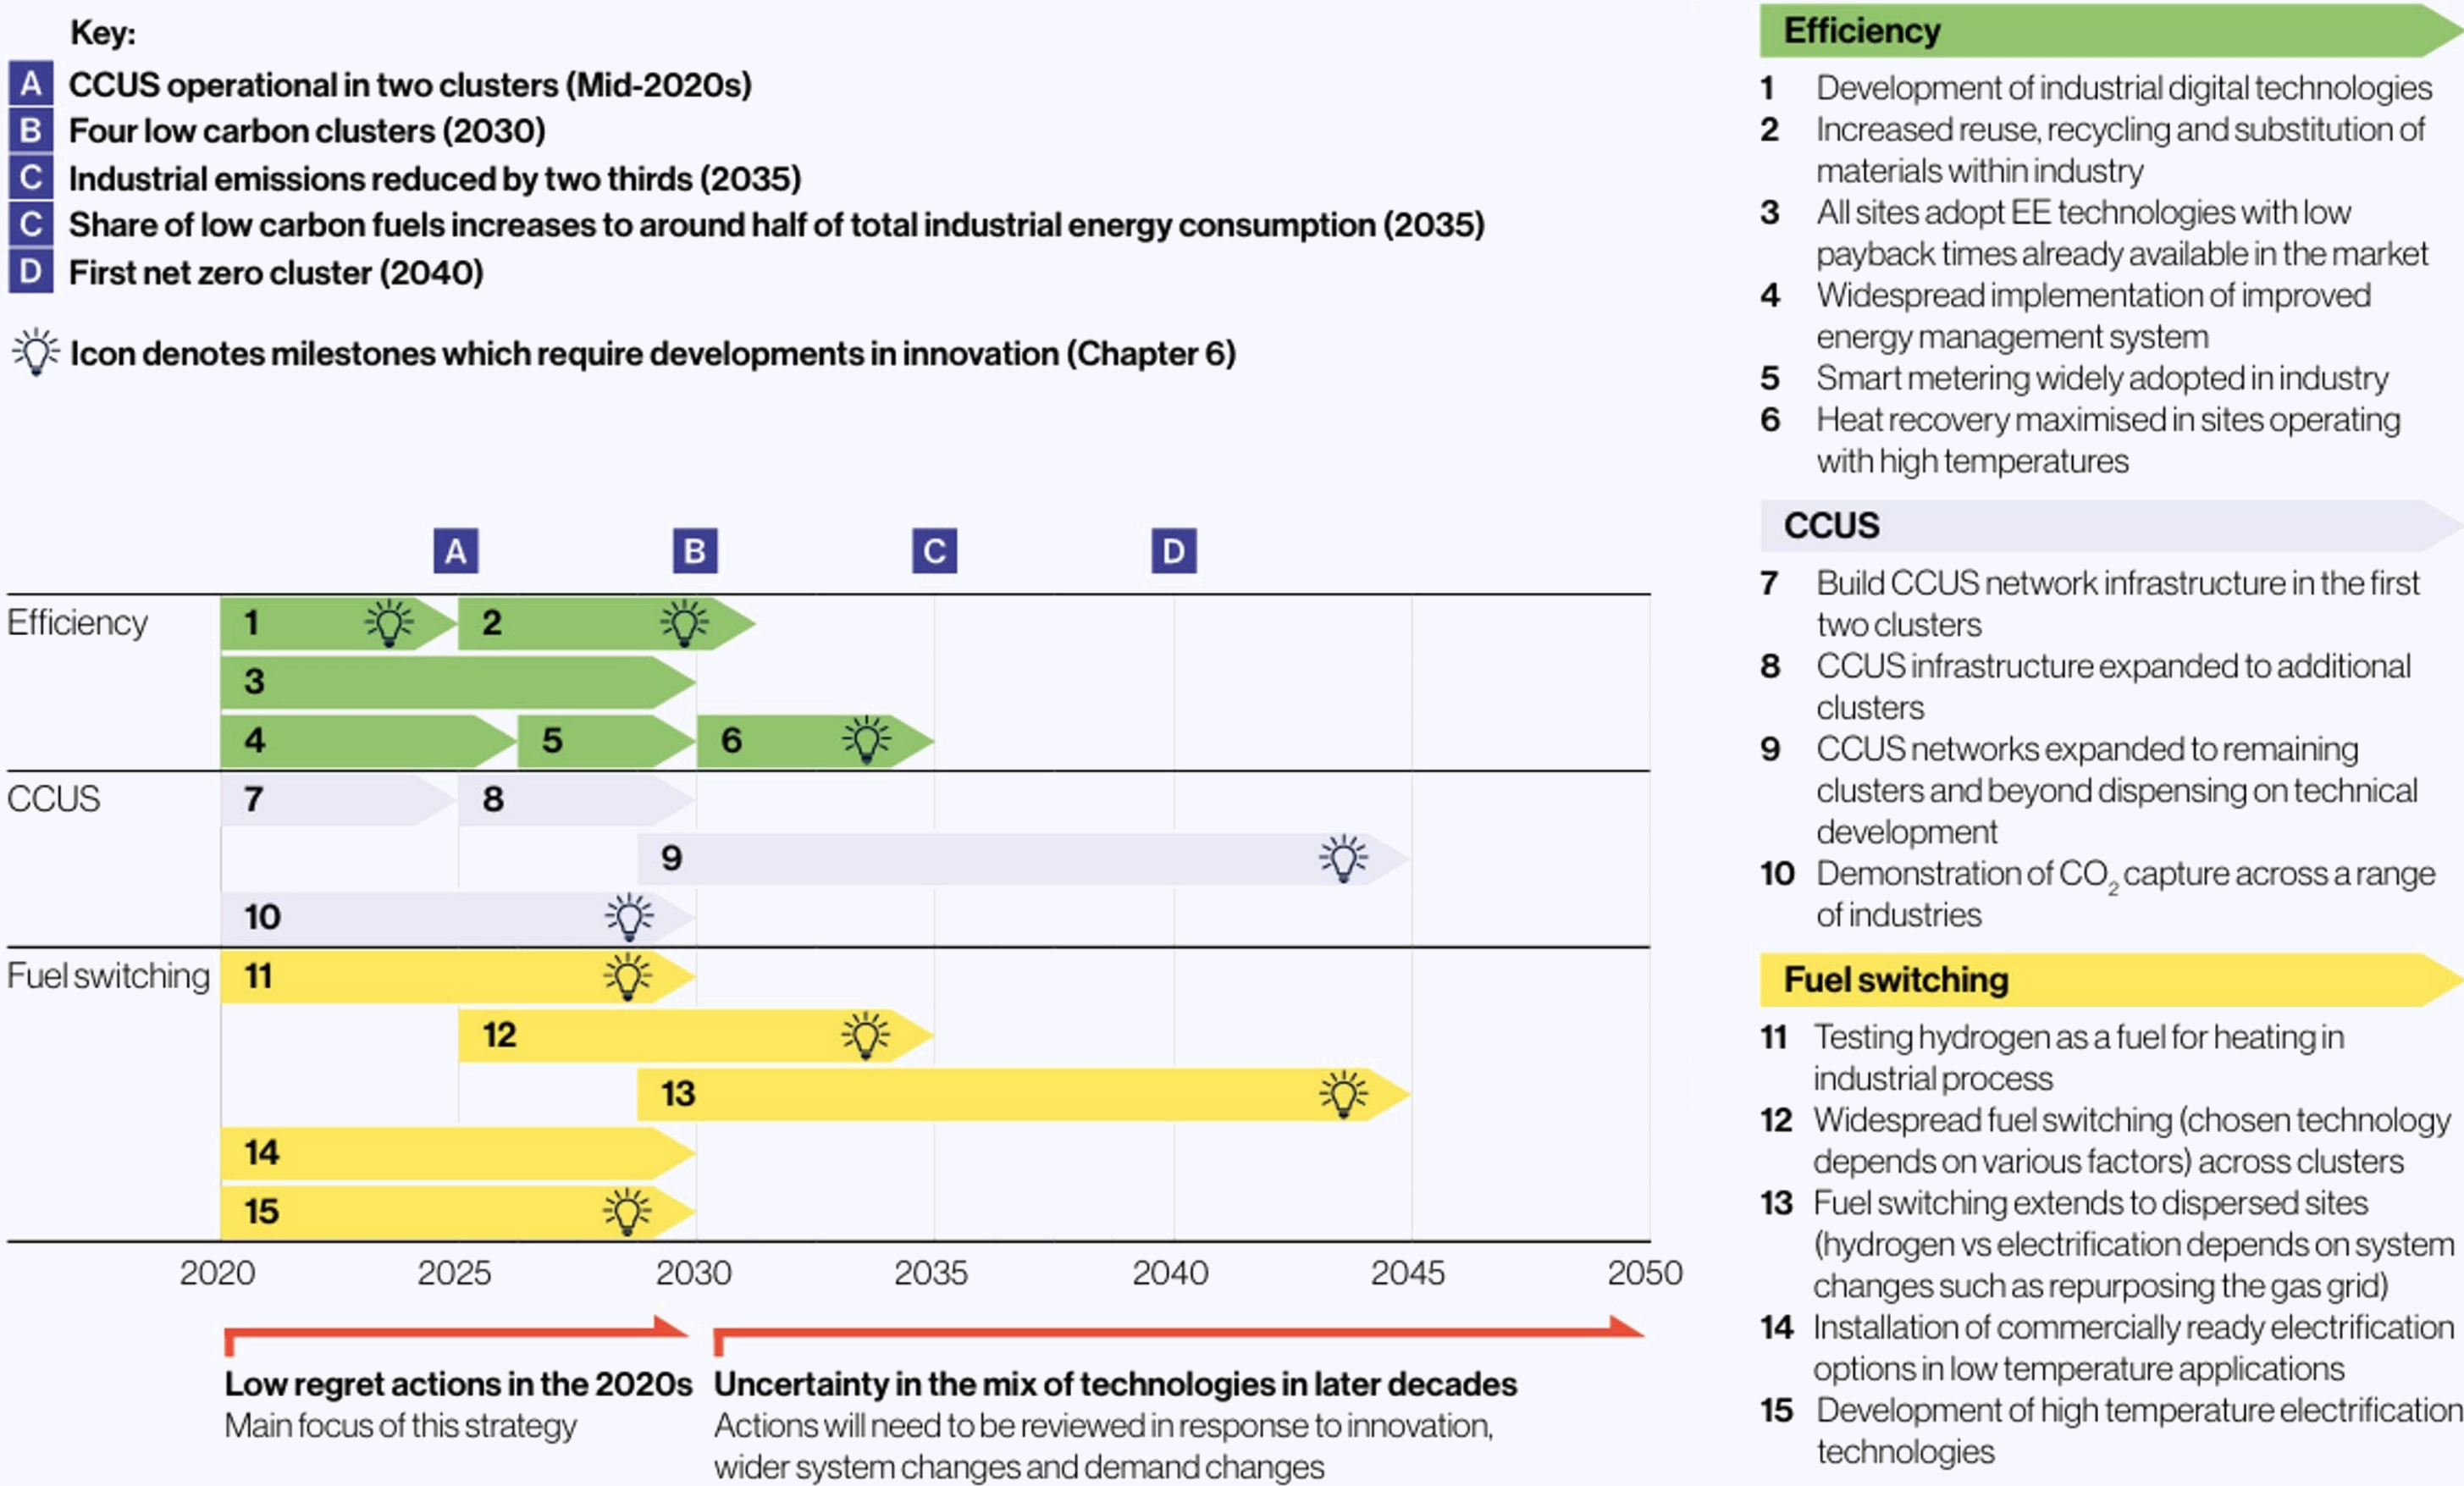 Key:
A CCUS operational in two clusters (Mid-2020s)
B Four low carbon clusters (2030)
C Industrial emissions reduced by two thirds (2035)
C Share of low carbon fuels increases to around half of total industrial energy consumption (2035)
D First net zero cluster (2040)
Icon denotes milestones which require developments in innovation (Chapter 6)
A B C D
Efficiency
1 2
3
4 5 6
CCUS
7 8
9
10
Fuel switching
11
12
13
14
15
2020 2025 2030 2035 2040 2045 2050
Low regret actions in the 2020s
Main focus of this strategy
Uncertainty in the mix of technologies in later decades
Actions will need to be reviewed in response to innovation,
wider system changes and demand changes
Efficiency
1 Development of industrial digital technologies
2 Increased reuse, recycling and substitution of
materials within industry
3 All sites adopt EE technologies with low
payback times already available in the market
4 Widespread implementation of improved
energy management system
5 Smart metering widely adopted in industry
6 Heat recovery maximised in sites operating
with high temperatures
CCUS
7 Build CCUS network infrastructure in the first
two clusters
8 CCUS infrastructure expanded to additional
clusters
9 CCUS networks expanded to remaining
clusters and beyond dispensing on technical
development
10 Demonstration of CO₂ capture across a range
of industries
Fuel switching
11 Testing hydrogen as a fuel for heating in
industrial process
12 Widespread fuel switching (chosen technology
depends on various factors) across clusters
13 Fuel switching extends to dispersed sites
(hydrogen vs electrification depends on system
changes such as repurposing the gas grid)
14 Installation of commercially ready electrification
options in low temperature applications
15 Development of high temperature electrification
technologies